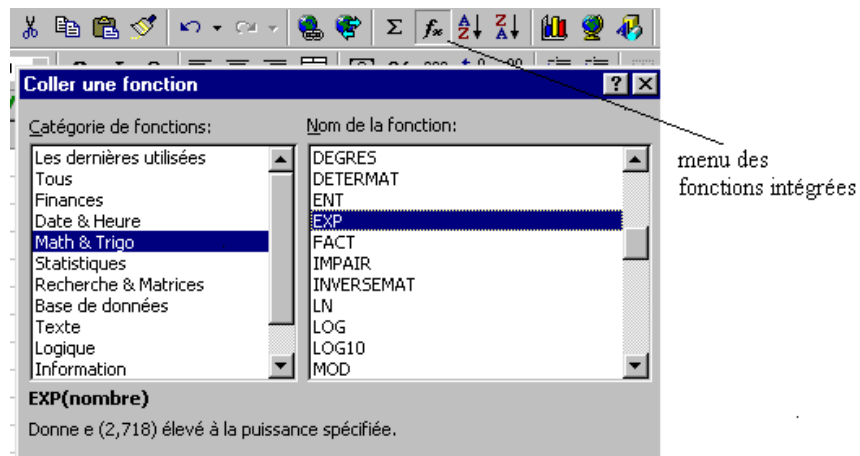 Σ fx A Z Z A
Coller une fonction
Catégorie de fonctions:
Nom de la fonction:
Les dernières utilisées
Tous
Finances
Date & Heure
Math & Trigo
Statistiques
Recherche & Matrices
Base de données
Texte
Logique
Information
DEGRES
DETERMAT
ENT
EXP
FACT
IMPAIR
INVERSEMAT
LN
LOG
LOG10
MOD
menu des
fonctions intégrées
EXP(nombre)
Donne e (2,718) élevé à la puissance spécifiée.